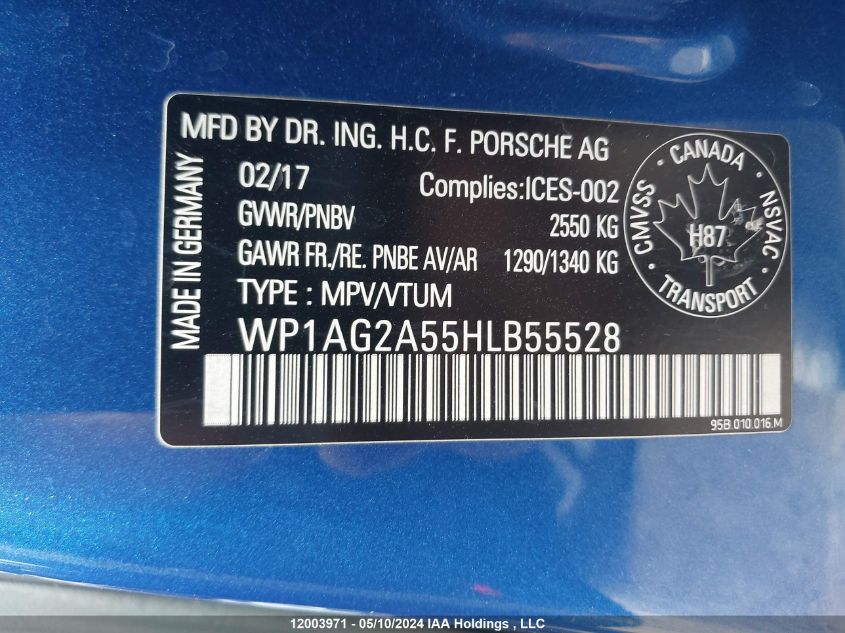 MFD BY DR. ING. H.C. F. PORSCHE AG
MADE IN GERMANY
02/17 Complies:ICES-002
GVWR/PNBV 2550 KG
GAWR FR./RE. PNBE AV/AR 1290/1340 KG
TYPE : MPV/VTUM
WP1AG2A55HLB55528
CANADA
CMVSS
NSVAC
H87
TRANSPORT
95B.010.016.M
12003971 - 05/10/2024 IAA Holdings , LLC